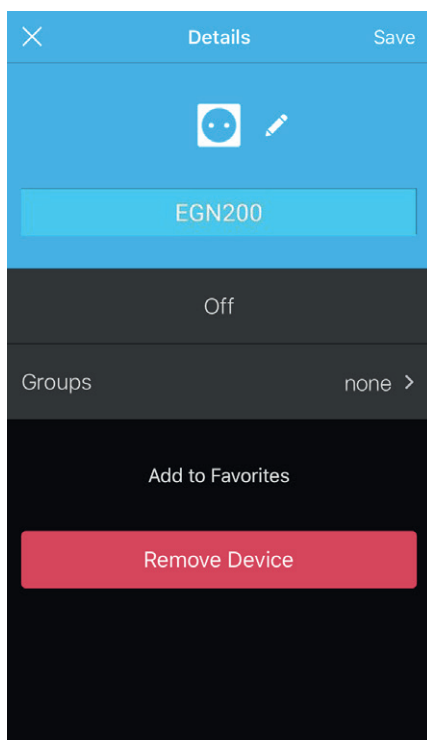 Details Save
EGN200
Off
Groups none >
Add to Favorites
Remove Device